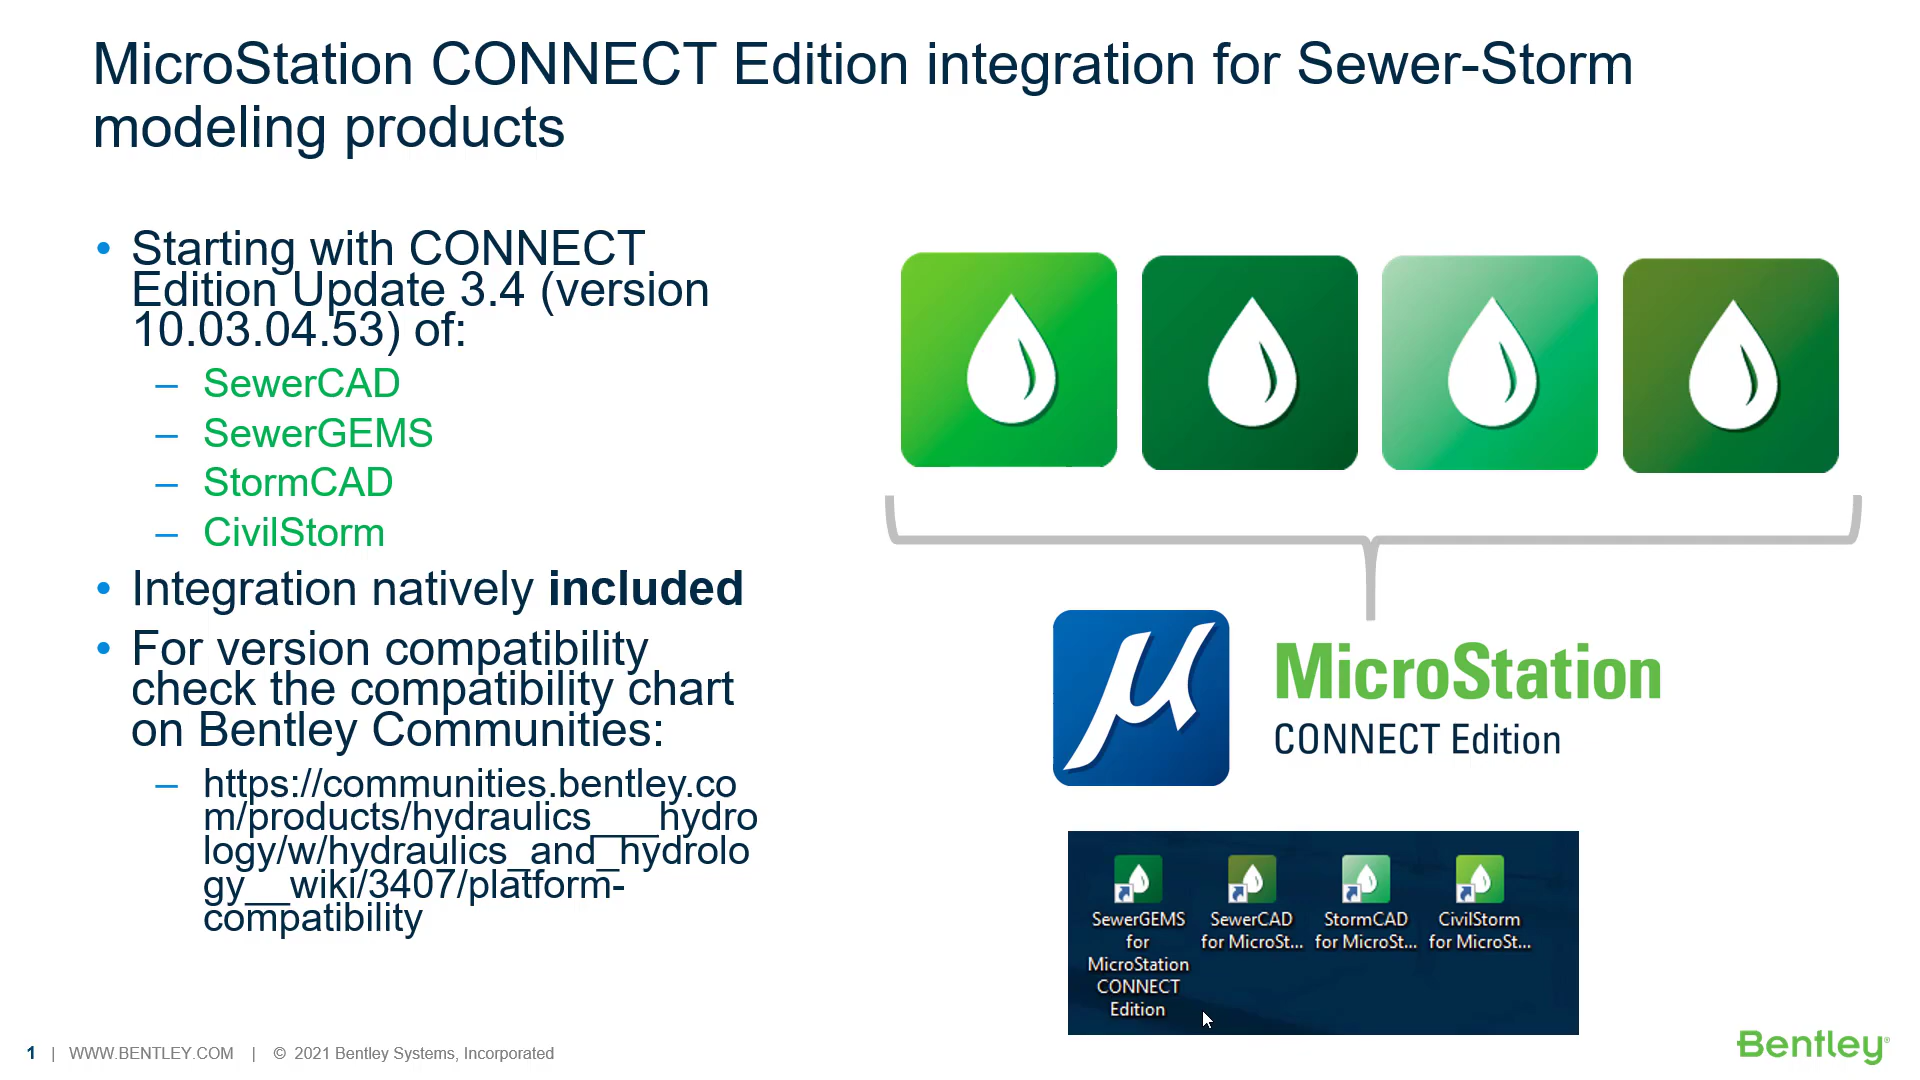 MicroStation CONNECT Edition integration for Sewer-Storm
modeling products
• Starting with CONNECT
Edition Update 3.4 (version
10.03.04.53) of:
– SewerCAD
– SewerGEMS
– StormCAD
– CivilStorm
• Integration natively included
• For version compatibility
check the compatibility chart
on Bentley Communities:
– https://communities.bentley.co
m/products/hydraulics___hydro
logy/w/hydraulics_and_hydrolo
gy__wiki/3407/platform-
compatibility
μ
MicroStation
CONNECT Edition
SewerGEMS
for
MicroStation
CONNECT
Edition
SewerCAD
for MicroSt...
StormCAD
for MicroSt...
CivilStorm
for MicroSt...
1 | WWW.BENTLEY.COM | © 2021 Bentley Systems, Incorporated
Bentley®